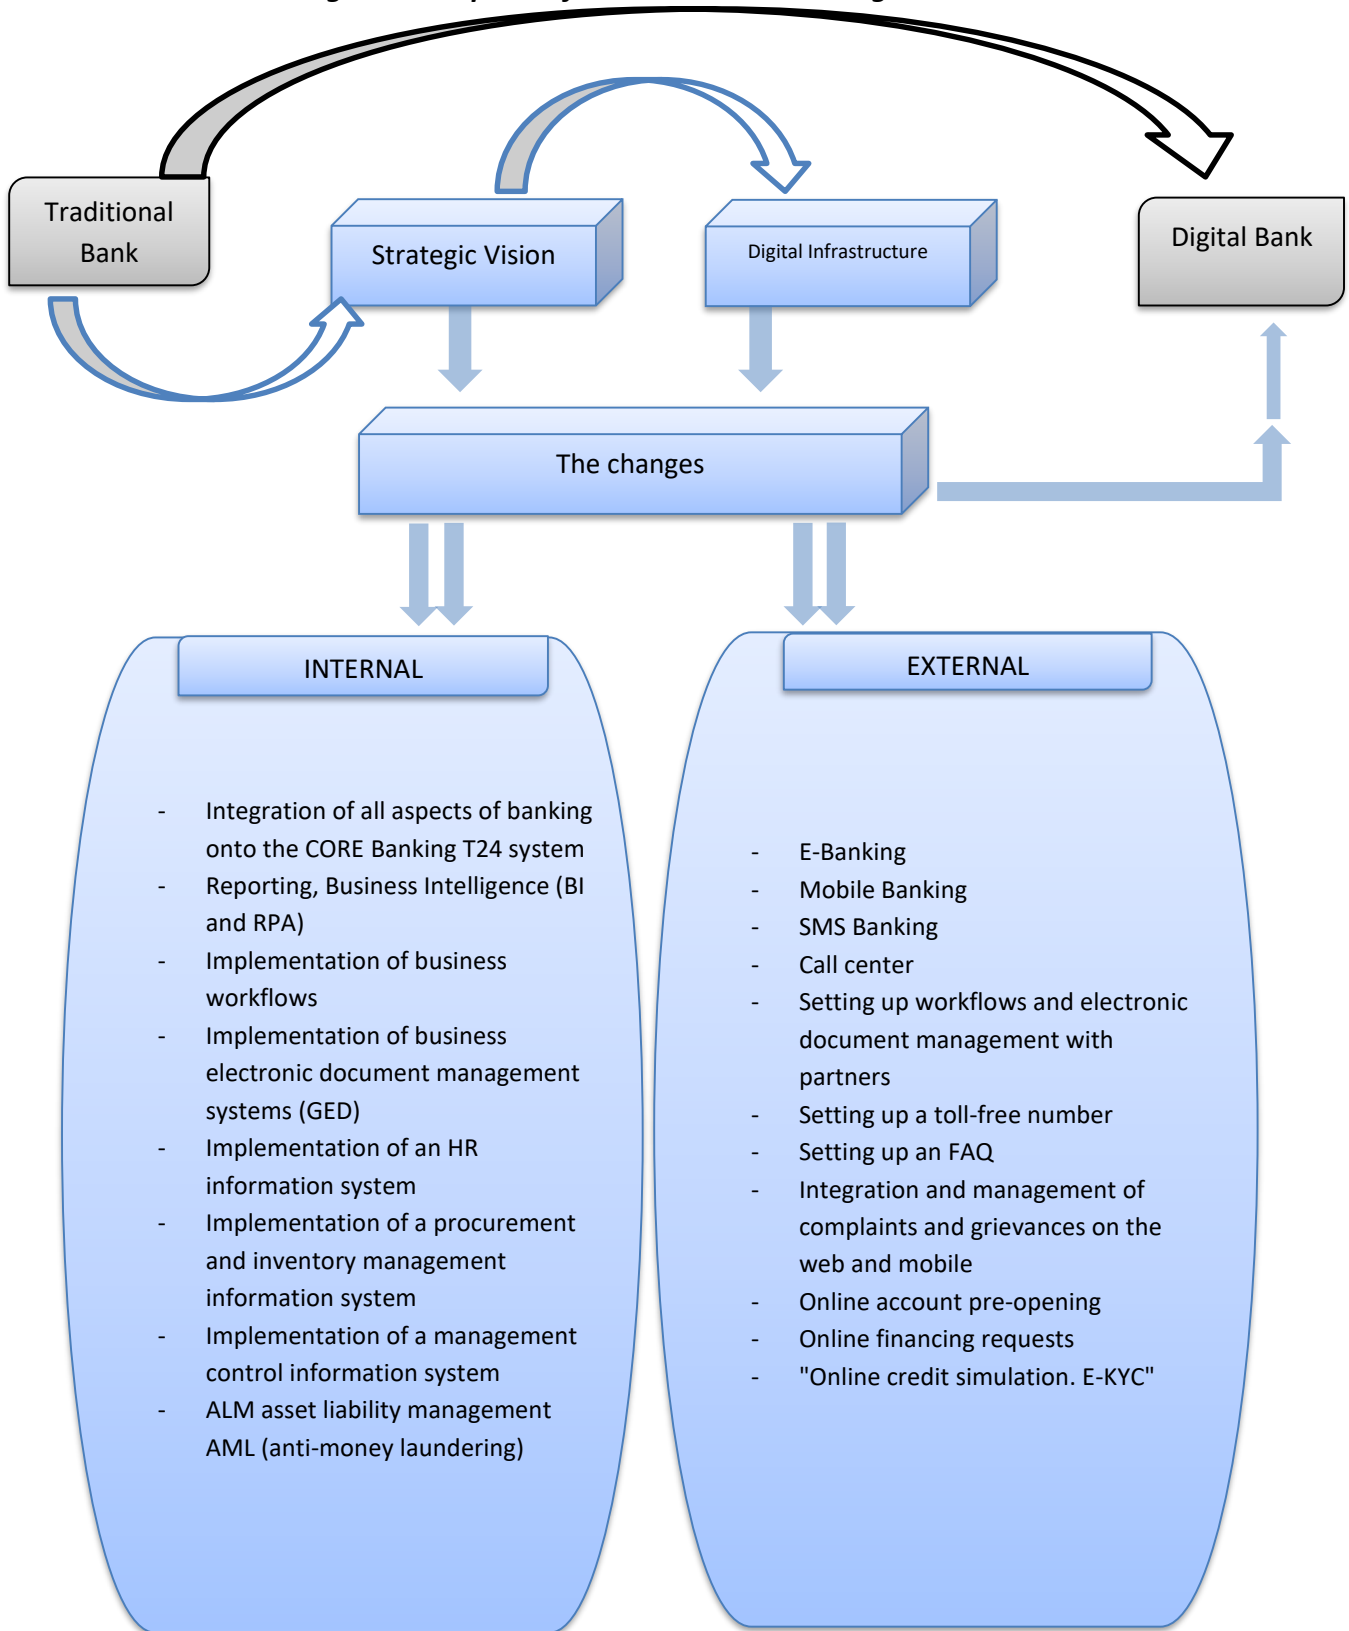 Traditional
Bank
Strategic Vision
Digital Infrastructure
Digital Bank
The changes
INTERNAL
- Integration of all aspects of banking
onto the CORE Banking T24 system
- Reporting, Business Intelligence (BI
and RPA)
- Implementation of business
workflows
- Implementation of business
electronic document management
systems (GED)
- Implementation of an HR
information system
- Implementation of a procurement
and inventory management
information system
- Implementation of a management
control information system
- ALM asset liability management
AML (anti-money laundering)
EXTERNAL
- E-Banking
- Mobile Banking
- SMS Banking
- Call center
- Setting up workflows and electronic
document management with
partners
- Setting up a toll-free number
- Setting up an FAQ
- Integration and management of
complaints and grievances on the
web and mobile
- Online account pre-opening
- Online financing requests
- "Online credit simulation. E-KYC"